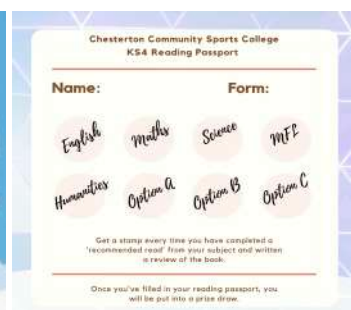 Chesterton Community Sports College
KS4 Reading Passport
Name: Form:
English Maths Science MFL
Humanities Option A Option B Option C
Get a stamp every time you have completed a
'recommended read' from your subject and written
a review of the book.
Once you've filled in your reading passport, you
will be put into a prize draw.